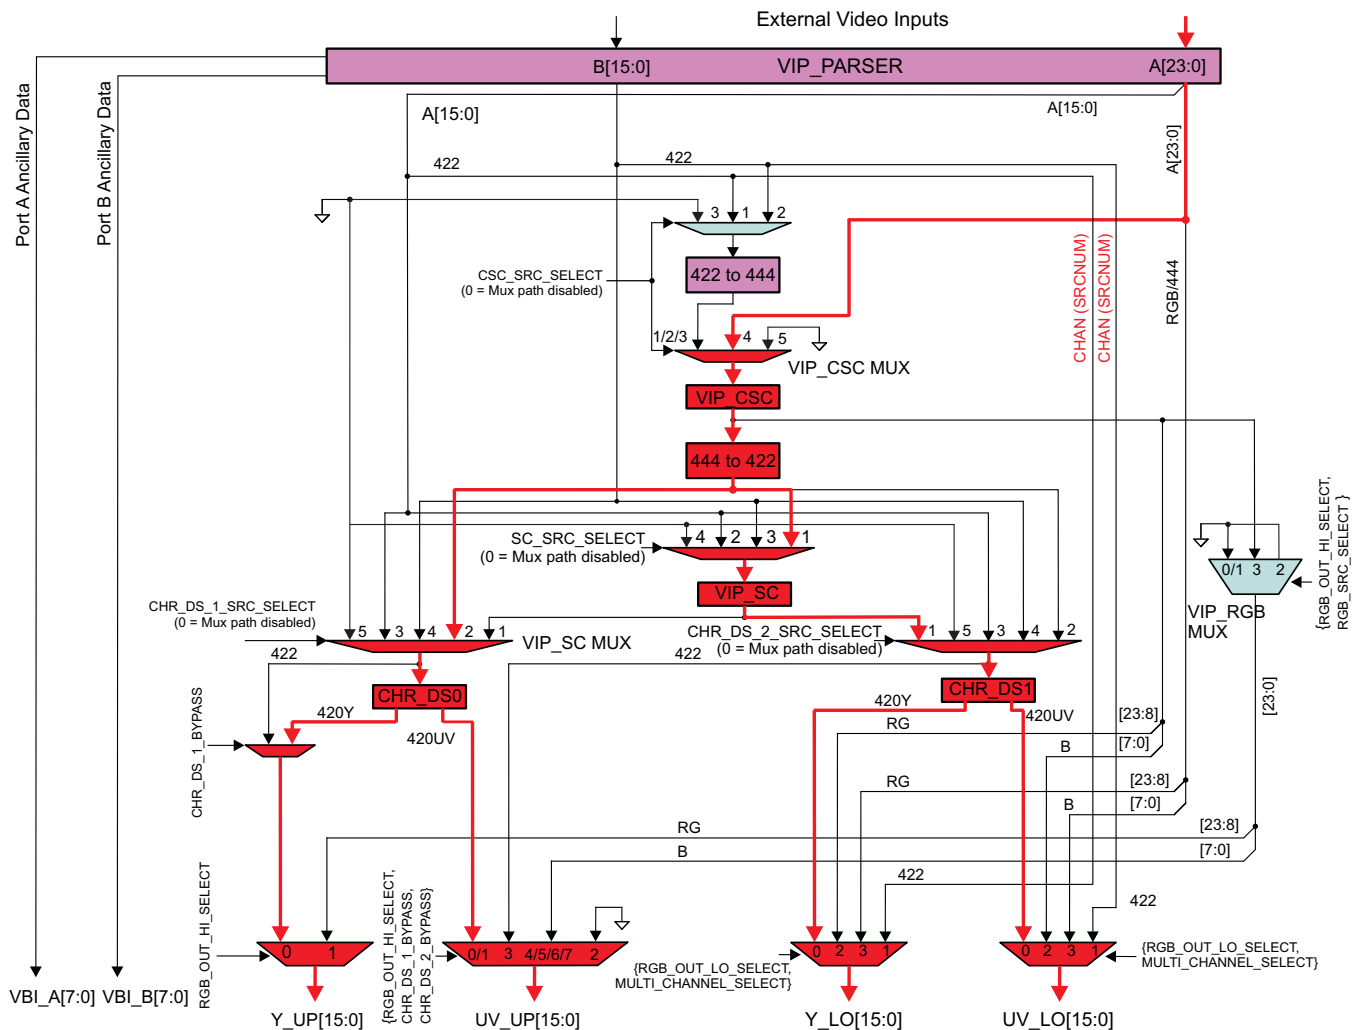 External Video Inputs
B[15:0] VIP_PARSER A[23:0]
Port A Ancillary Data
Port B Ancillary Data
A[15:0]
A[15:0]
A[23:0]
422
422
3 1 2
CSC_SRC_SELECT
(0 = Mux path disabled)
422 to 444
CHAN (SRCNUM)
CHAN (SRCNUM)
RGB/444
1/2/3 4 5
VIP_CSC MUX
VIP_CSC
444 to 422
SC_SRC_SELECT
(0 = Mux path disabled)
4 2 3 1
{RGB_OUT_HI_SELECT,
RGB_SRC_SELECT }
0/1 3 2
VIP_RGB
MUX
VIP_SC
CHR_DS_1_SRC_SELECT
(0 = Mux path disabled)
5 3 4 2 1
VIP_SC MUX
CHR_DS_2_SRC_SELECT
(0 = Mux path disabled)
1 5 3 4 2
422
422
CHR_DS0
CHR_DS1
[23:0]
420Y
420UV
420Y
420UV
CHR_DS_1_BYPASS
RG
[23:8]
B
[7:0]
RG
[23:8]
B
[7:0]
RG
[23:8]
B
[7:0]
422
422
RGB_OUT_HI_SELECT
{RGB_OUT_HI_SELECT,
CHR_DS_1_BYPASS,
CHR_DS_2_BYPASS}
0 1
0/1 3 4/5/6/7 2
0 2 3 1
0 2 3 1
{RGB_OUT_LO_SELECT,
MULTI_CHANNEL_SELECT}
{RGB_OUT_LO_SELECT,
MULTI_CHANNEL_SELECT}
VBI_A[7:0] VBI_B[7:0]
Y_UP[15:0]
UV_UP[15:0]
Y_LO[15:0]
UV_LO[15:0]